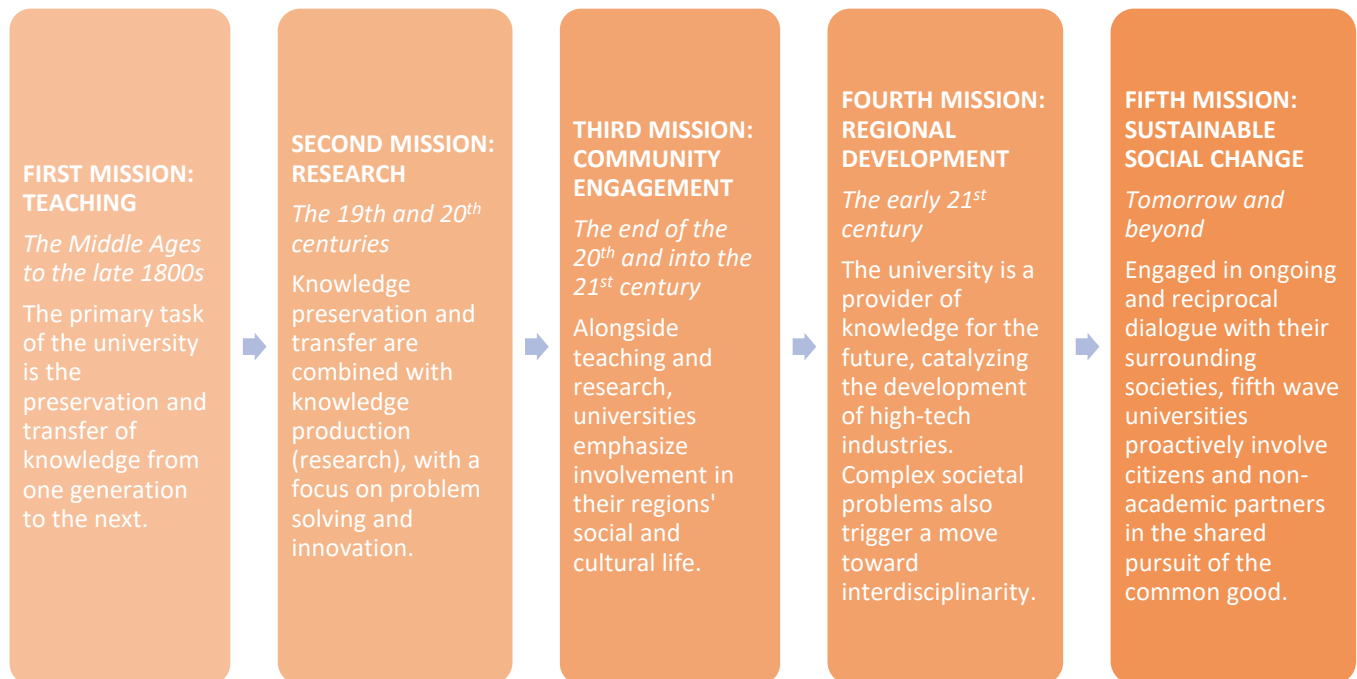 FIRST MISSION:
TEACHING
The Middle Ages
to the late 1800s
The primary task
of the university
is the
preservation and
transfer of
knowledge from
one generation
to the next.
SECOND MISSION:
RESEARCH
The 19th and 20th
centuries
Knowledge
preservation and
transfer are
combined with
knowledge
production
(research), with a
focus on problem
solving and
innovation.
THIRD MISSION:
COMMUNITY
ENGAGEMENT
The end of the
20th and into the
21st century
Alongside
teaching and
research,
universities
emphasize
involvement in
their regions'
social and
cultural life.
FOURTH MISSION:
REGIONAL
DEVELOPMENT
The early 21st
century
The university is a
provider of
knowledge for the
future, catalyzing
the development
of high-tech
industries.
Complex societal
problems also
trigger a move
toward
interdisciplinarity.
FIFTH MISSION:
SUSTAINABLE
SOCIAL CHANGE
Tomorrow and
beyond
Engaged in ongoing
and reciprocal
dialogue with their
surrounding
societies, fifth wave
universities
proactively involve
citizens and non-
academic partners
in the shared
pursuit of the
common good.